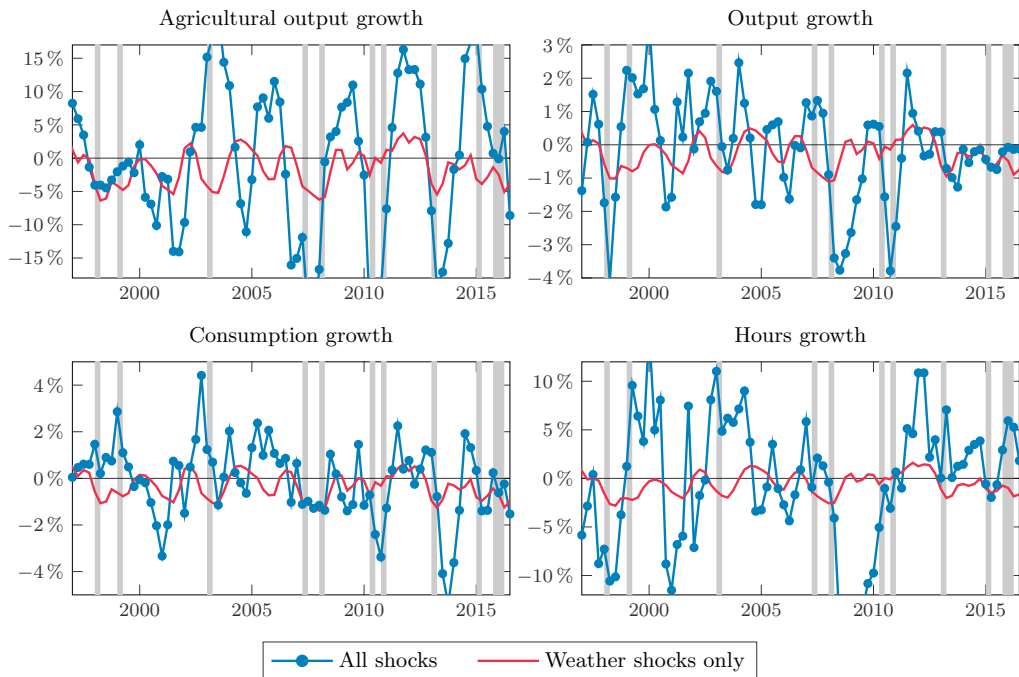 Agricultural output growth
15 %
10 %
5 %
0 %
−5 %
−10 %
−15 %
2000 2005 2010 2015
Output growth
3 %
2 %
1 %
0 %
−1 %
−2 %
−3 %
−4 %
2000 2005 2010 2015
Consumption growth
4 %
2 %
0 %
−2 %
−4 %
2000 2005 2010 2015
Hours growth
10 %
5 %
0 %
−5 %
−10 %
2000 2005 2010 2015
All shocks Weather shocks only